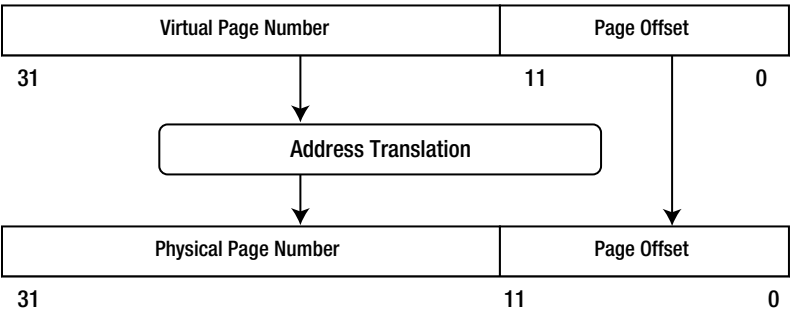 Virtual Page Number Page Offset
31 11 0
Address Translation
Physical Page Number Page Offset
31 11 0